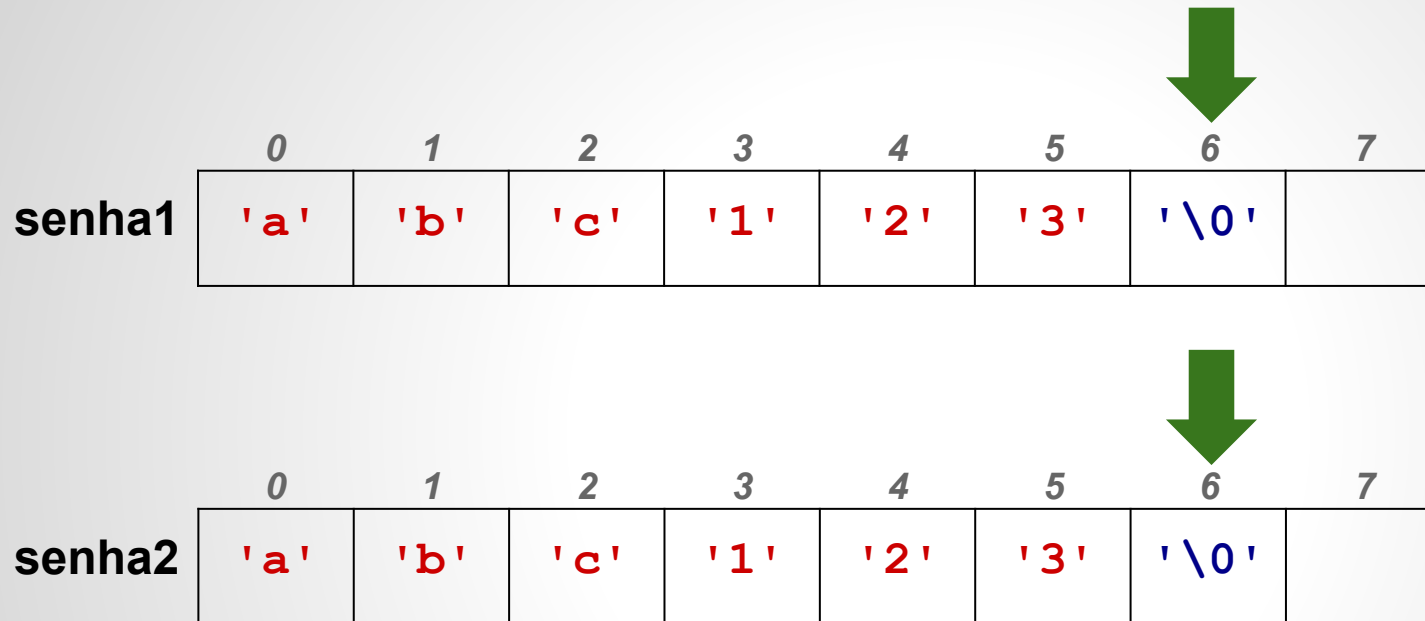 0 1 2 3 4 5 6 7
senha1 'a' 'b' 'c' '1' '2' '3' '\0'
0 1 2 3 4 5 6 7
senha2 'a' 'b' 'c' '1' '2' '3' '\0'